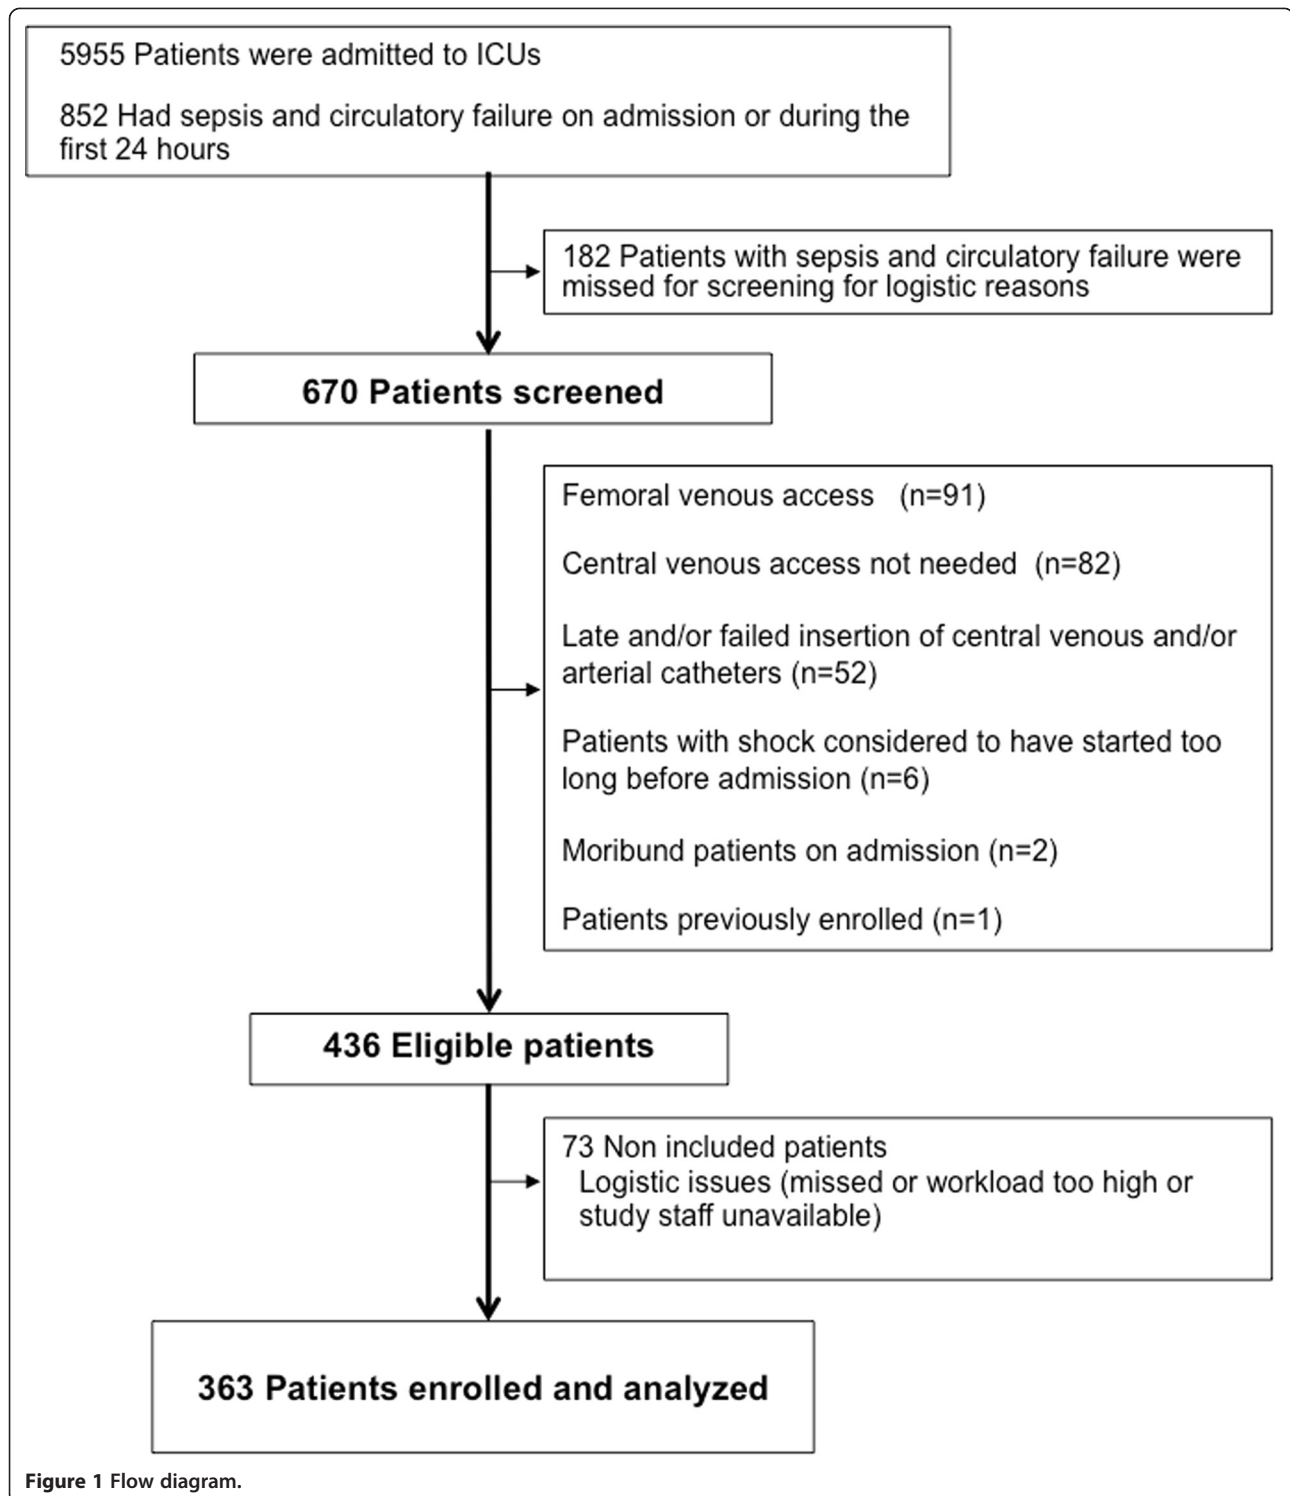 5955 Patients were admitted to ICUs
852 Had sepsis and circulatory failure on admission or during the
first 24 hours
182 Patients with sepsis and circulatory failure were
missed for screening for logistic reasons
670 Patients screened
Femoral venous access (n=91)
Central venous access not needed (n=82)
Late and/or failed insertion of central venous and/or
arterial catheters (n=52)
Patients with shock considered to have started too
long before admission (n=6)
Moribund patients on admission (n=2)
Patients previously enrolled (n=1)
436 Eligible patients
73 Non included patients
Logistic issues (missed or workload too high or
study staff unavailable)
363 Patients enrolled and analyzed
Figure 1 Flow diagram.